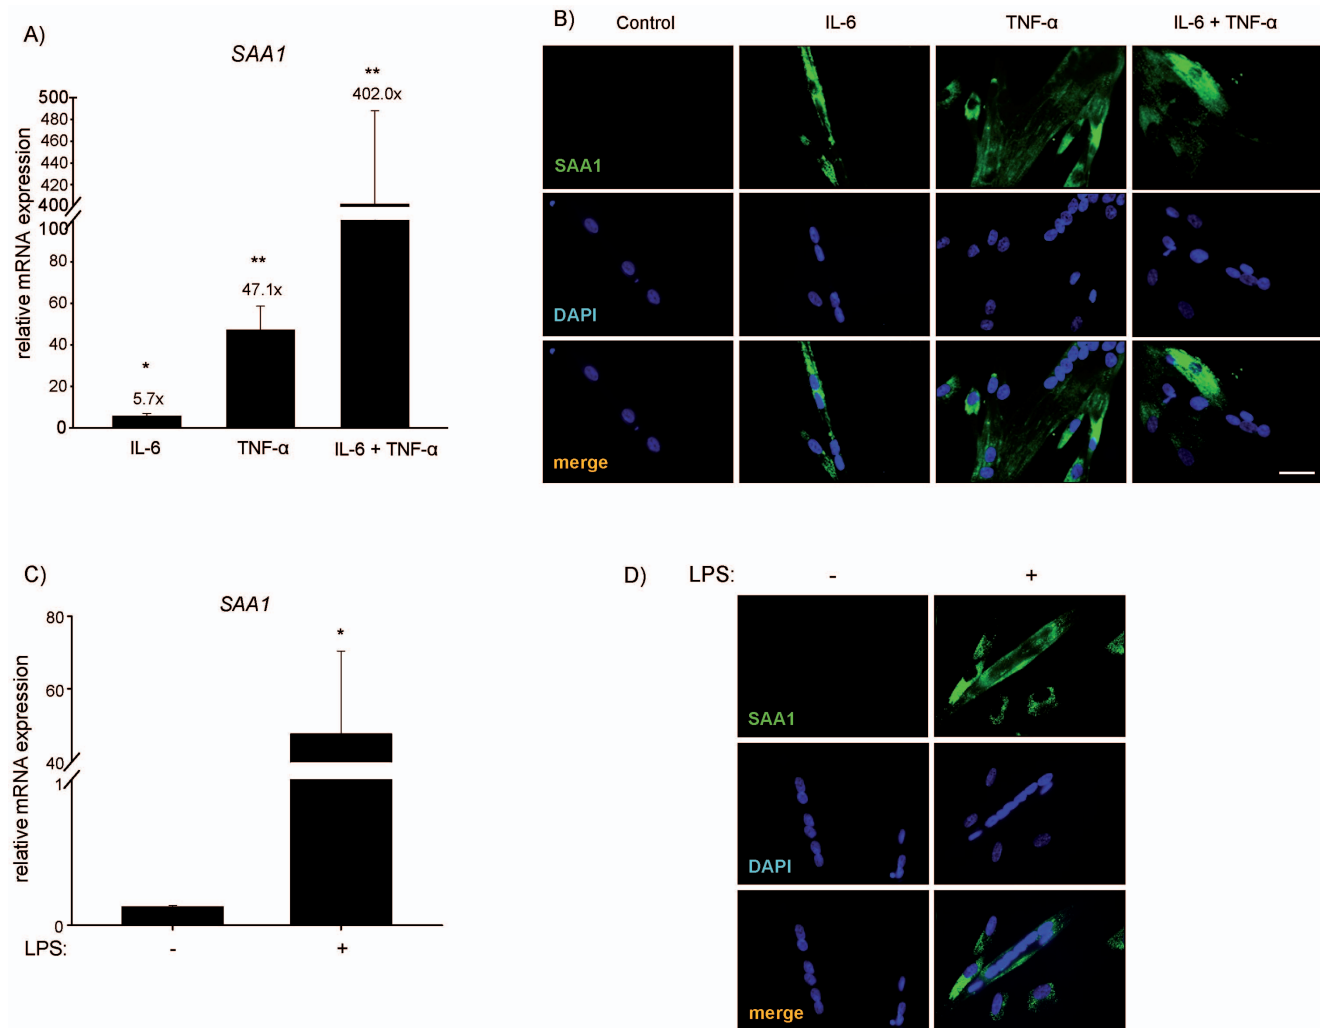 A)
SAA1
relative mRNA expression
500
480
460
440
420
400
100
80
60
40
20
0
*
5.7x
**
47.1x
**
402.0x
IL-6
TNF-α
IL-6 + TNF-α
B)
Control
IL-6
TNF-α
IL-6 + TNF-α
SAA1
DAPI
merge
C)
SAA1
relative mRNA expression
80
60
40
1
0
*
LPS:
-
+
D)
LPS:
-
+
SAA1
DAPI
merge